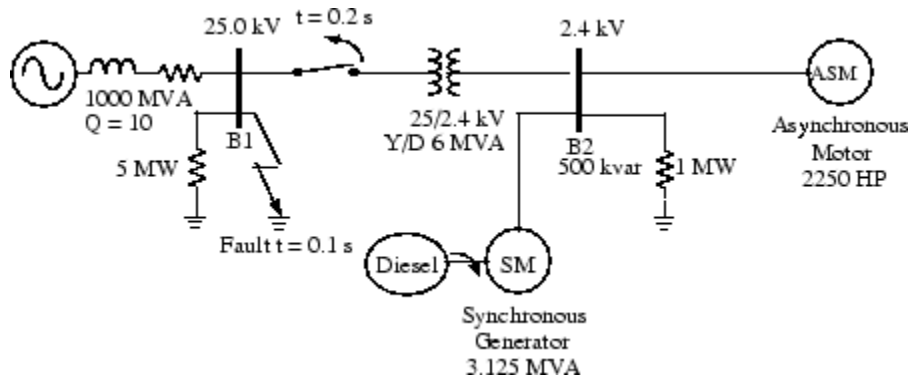 t = 0.2 s
25.0 kV
2.4 kV
ASM
1000 MVA
Q = 10
B1
25/2.4 kV
Y/D 6 MVA
B2
500 kvar
1 MW
Asynchronous
Motor
2250 HP
5 MW
Fault t = 0.1 s
Diesel
SM
Synchronous
Generator
3.125 MVA